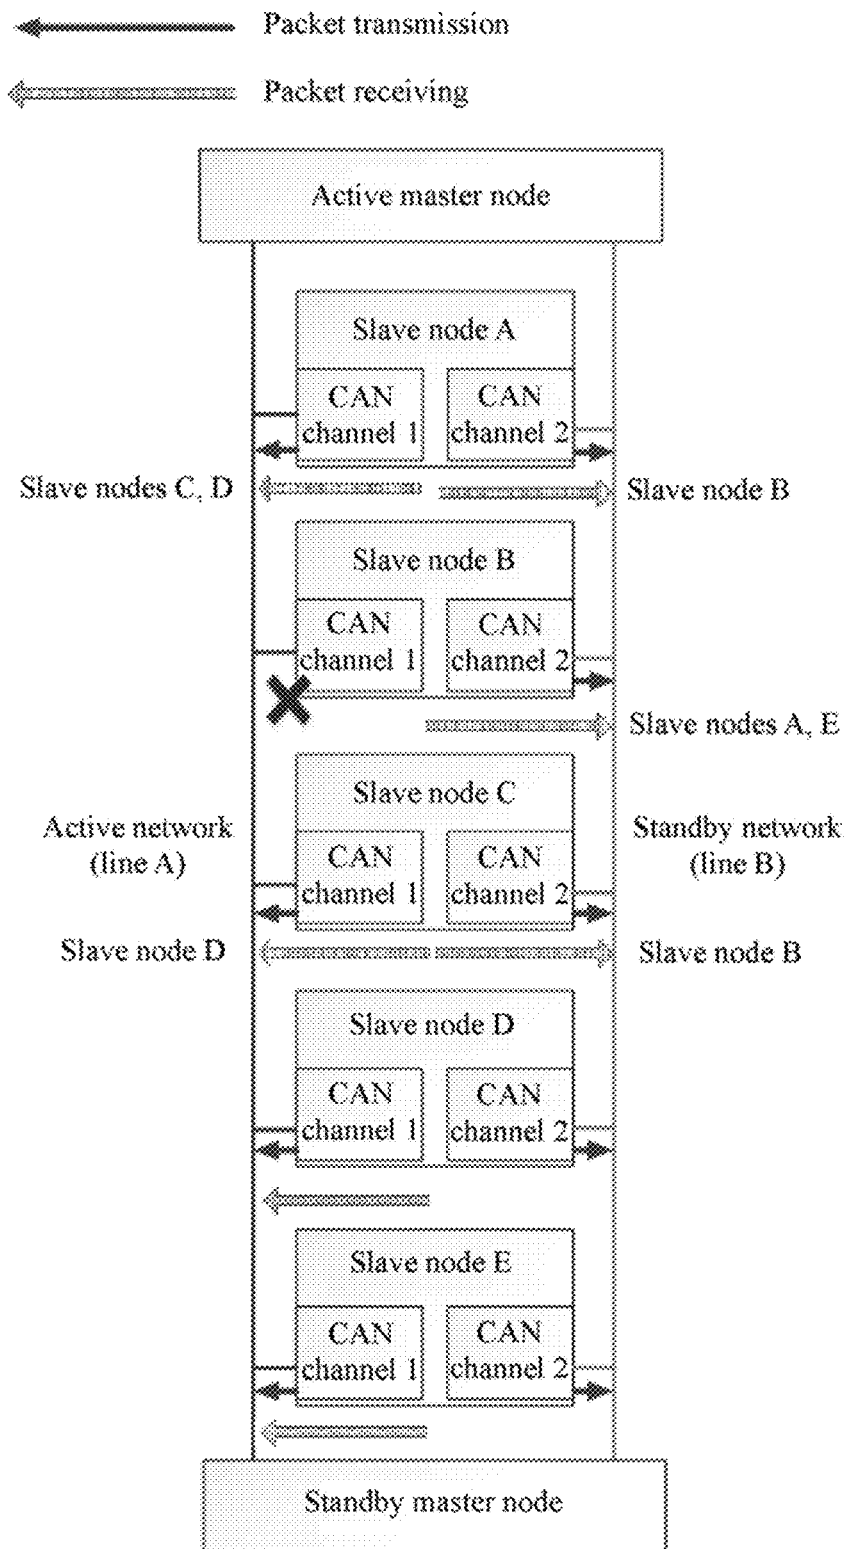 Packet transmission
Packet receiving
Active master node
Slave node A
CAN
channel 1
CAN
channel 2
Slave nodes C, D
Slave node B
Slave node B
CAN
channel 1
CAN
channel 2
Slave nodes A, E
Slave node C
Active network
(line A)
CAN
channel 1
CAN
channel 2
Standby network
(line B)
Slave node D
Slave node B
Slave node D
CAN
channel 1
CAN
channel 2
Slave node E
CAN
channel 1
CAN
channel 2
Standby master node